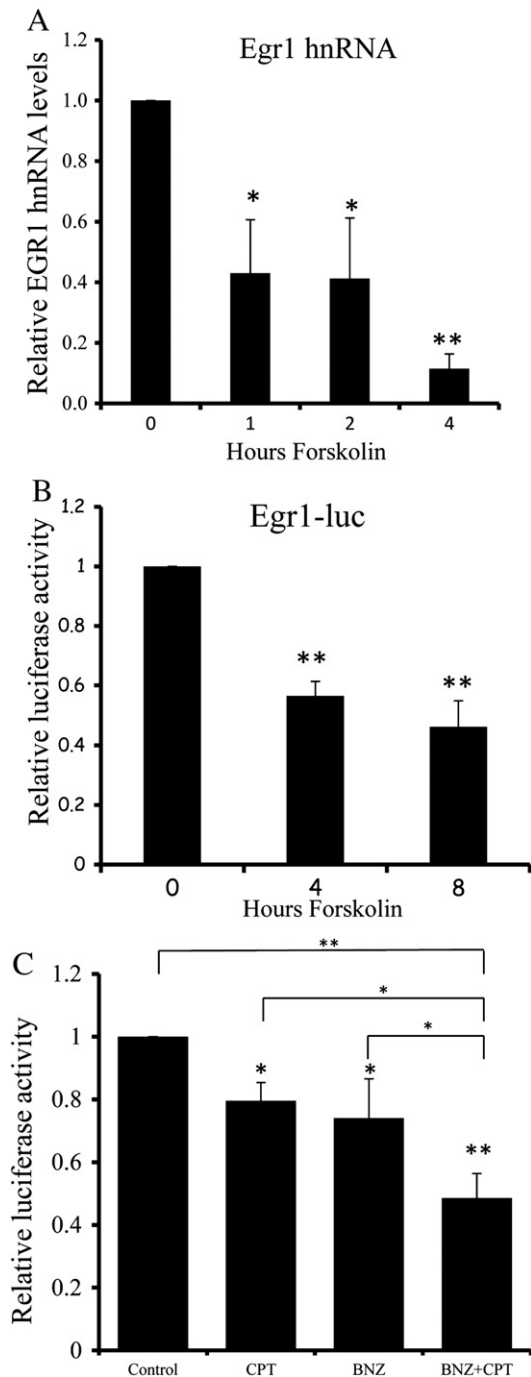 A
Egr1 hnRNA
Relative EGR1 hnRNA levels
1.2
1.0
0.8
0.6
0.4
0.2
0.0
*
*
**
0 1 2 4
Hours Forskolin
B
Egr1-luc
Relative luciferase activity
1.2
1
0.8
0.6
0.4
0.2
0
**
**
0 4 8
Hours Forskolin
C
Relative luciferase activity
1.2
1
0.8
0.6
0.4
0.2
0
**
*
*
*
*
**
Control CPT BNZ BNZ+CPT